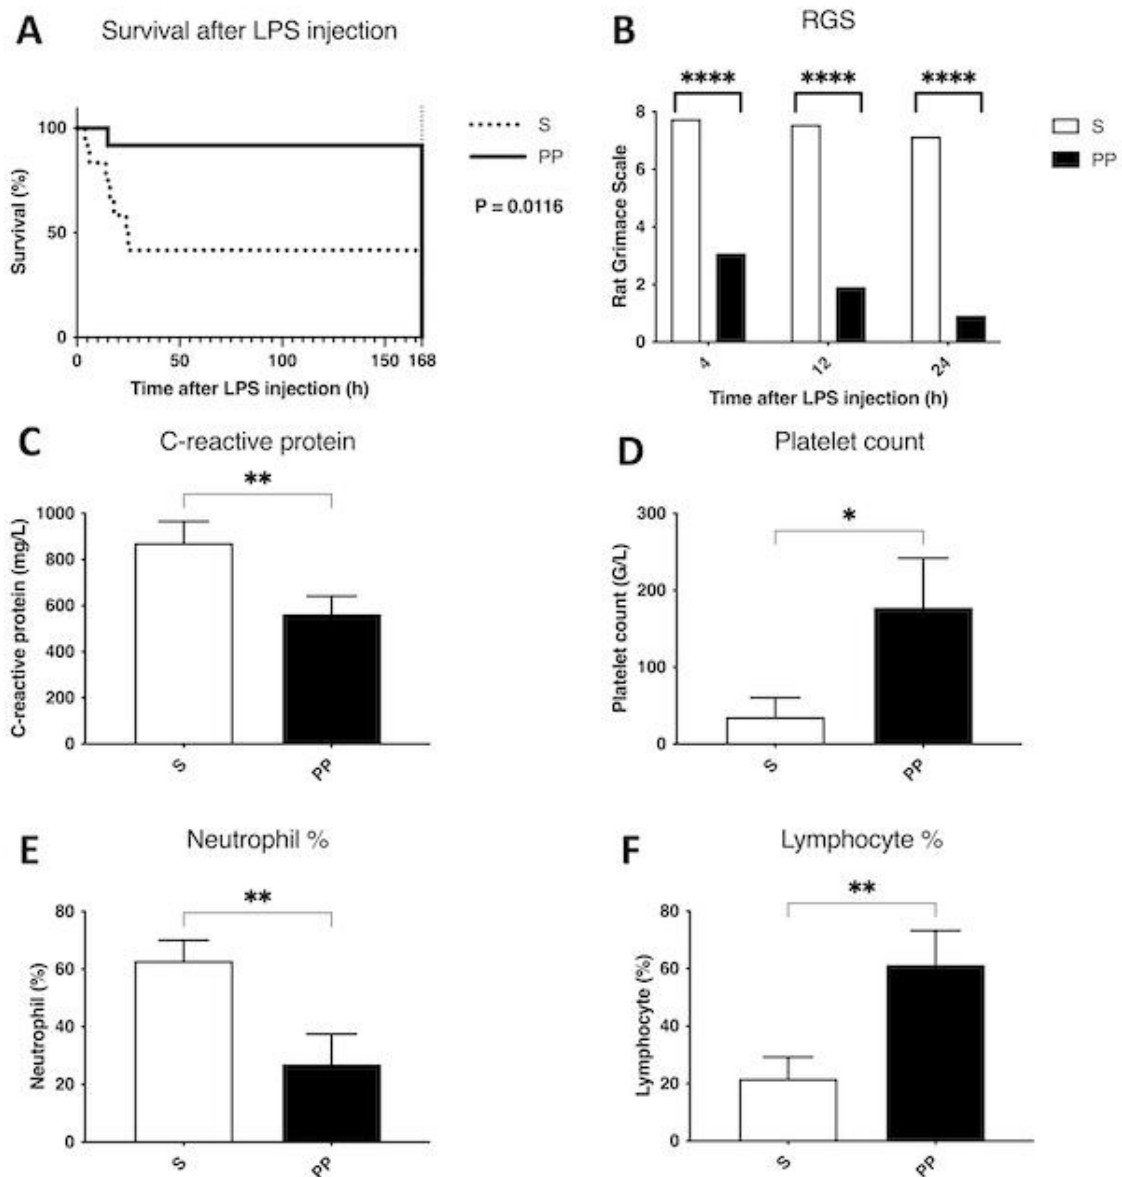 A
Survival after LPS injection
Survival (%)
100
50
0
0 50 100 150 168
Time after LPS injection (h)
S
PP
P = 0.0116
B
RGS
**** **** ****
Rat Grimace Scale
8
6
4
2
0
4 12 24
Time after LPS injection (h)
S
PP
C
C-reactive protein
**
C-reactive protein (mg/L)
1000
800
600
400
200
0
S PP
D
Platelet count
*
Platelet count (G/L)
300
200
100
0
S PP
E
Neutrophil %
**
Neutrophil (%)
80
60
40
20
0
S PP
F
Lymphocyte %
**
Lymphocyte (%)
80
60
40
20
0
S PP